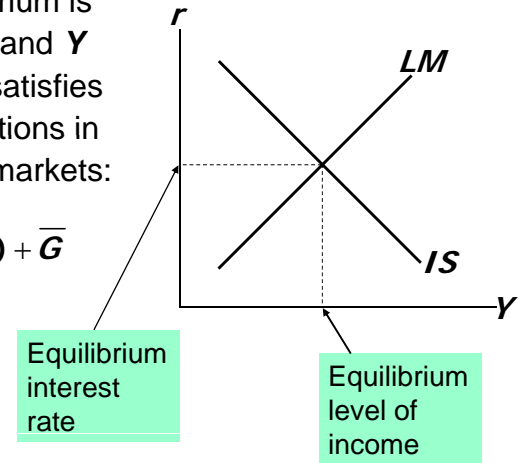 rium is
and Y
satisfies
tions in
markets:
) + G̅
r
LM
IS
Y
Equilibrium
interest
rate
Equilibrium
level of
income